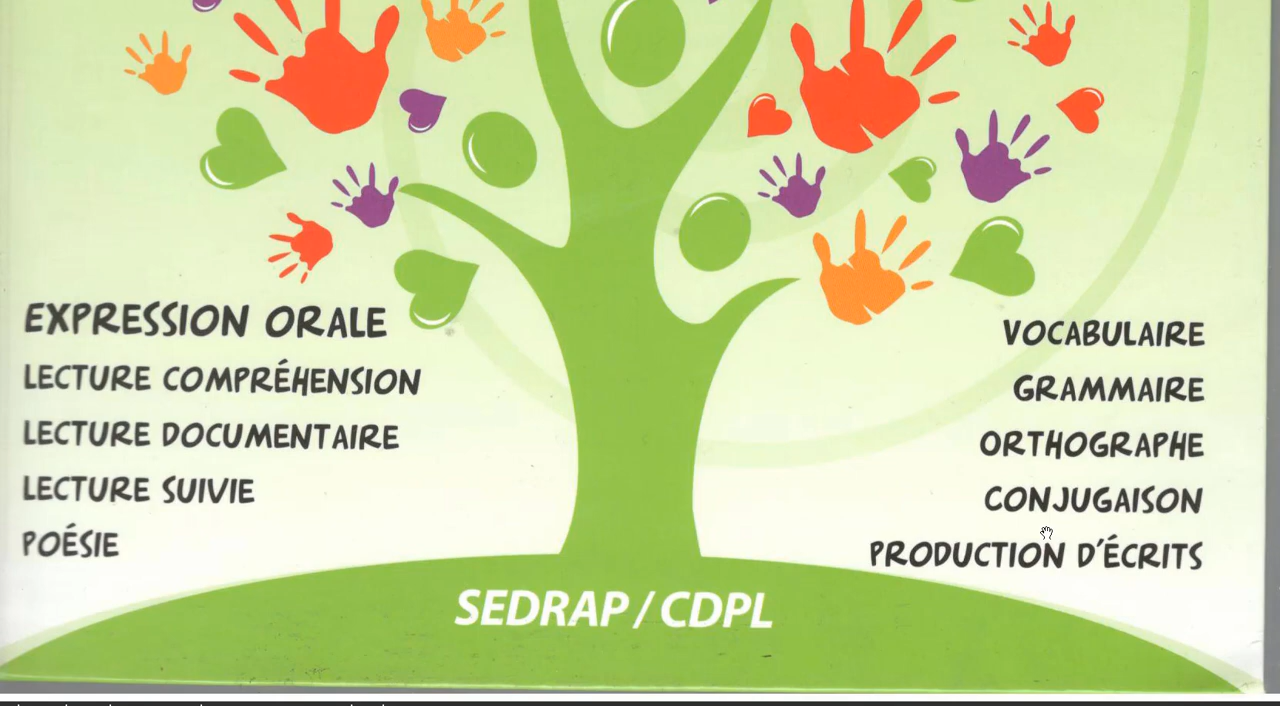 EXPRESSION ORALE
LECTURE COMPRÉHENSION
LECTURE DOCUMENTAIRE
LECTURE SUIVIE
POÉSIE
VOCABULAIRE
GRAMMAIRE
ORTHOGRAPHE
CONJUGAISON
PRODUCTION D'ÉCRITS
SEDRAP / CDPL